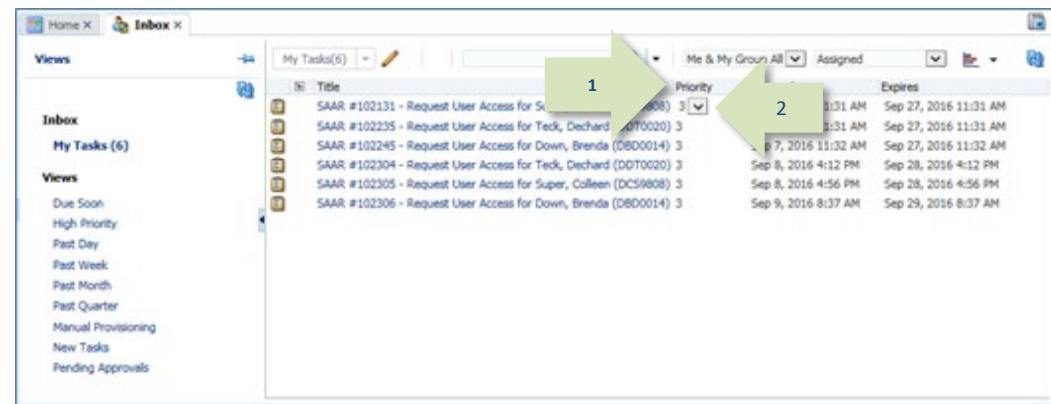 Home Inbox
Views
My Tasks(6) Me & My Group All Assigned
Title Priority Expires
SAAR #102131 - Request User Access for 3 1:31 AM Sep 27, 2016 11:31 AM
SAAR #102235 - Request User Access for Teck, Dechard (DDT0020) 3 1:31 AM Sep 27, 2016 11:31 AM
SAAR #102245 - Request User Access for Down, Brenda (DBD0014) 3 7, 2016 11:32 AM Sep 27, 2016 11:32 AM
SAAR #102304 - Request User Access for Teck, Dechard (DDT0020) 3 Sep 8, 2016 4:12 PM Sep 28, 2016 4:12 PM
SAAR #102305 - Request User Access for Super, Colleen (DCS9808) 3 Sep 8, 2016 4:56 PM Sep 28, 2016 4:56 PM
SAAR #102306 - Request User Access for Down, Brenda (DBD0014) 3 Sep 9, 2016 8:37 AM Sep 29, 2016 8:37 AM
1
2
Inbox
My Tasks (6)
Views
Due Soon
High Priority
Past Day
Past Week
Past Month
Past Quarter
Manual Provisioning
New Tasks
Pending Approvals